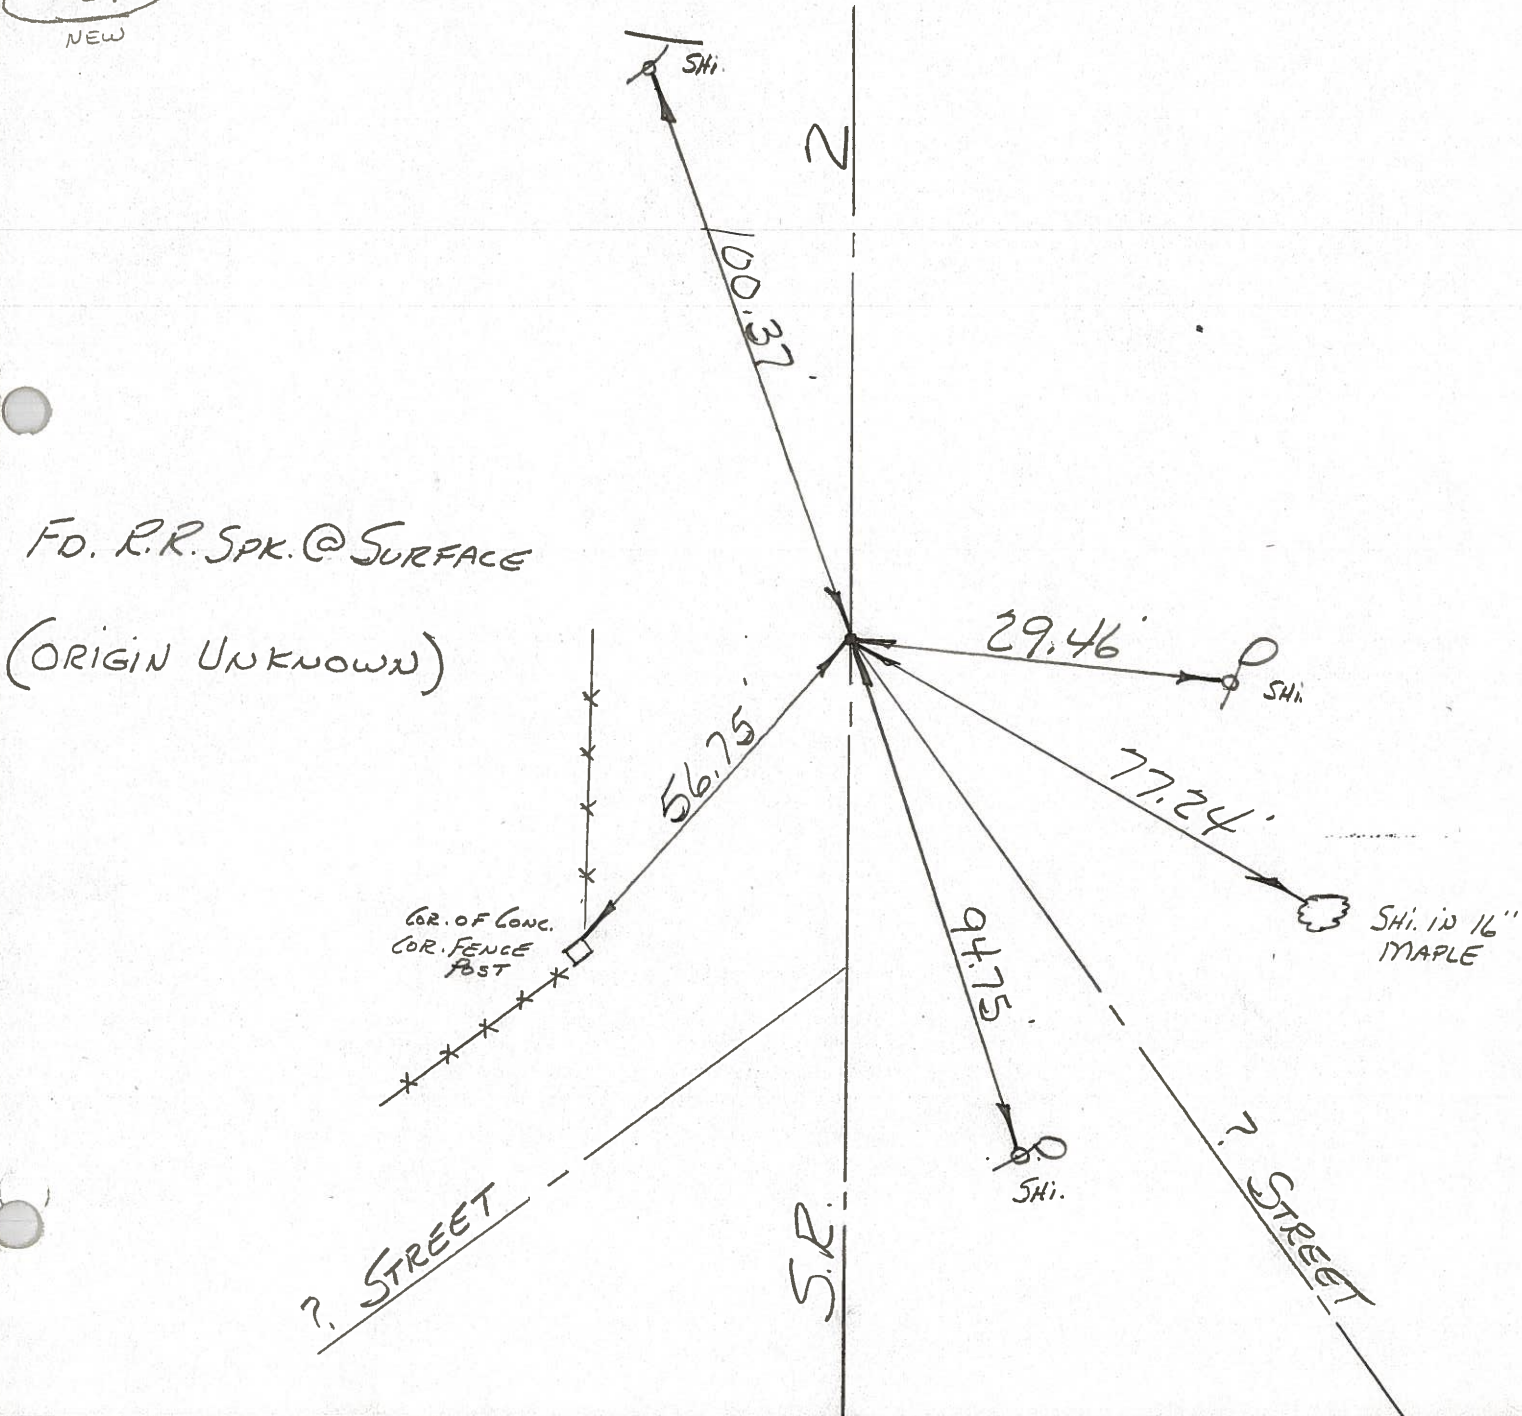 NEW
SHi.
2
100.37'
FD. R.R. SPK. @ SURFACE
(ORIGIN UNKNOWN)
29.46'
SHi.
56.75'
77.24'
COR. OF CONC.
COR. FENCE
POST
94.75'
SHi. iN 16"
MAPLE
SHi.
? STREET
S.R.
? STREET